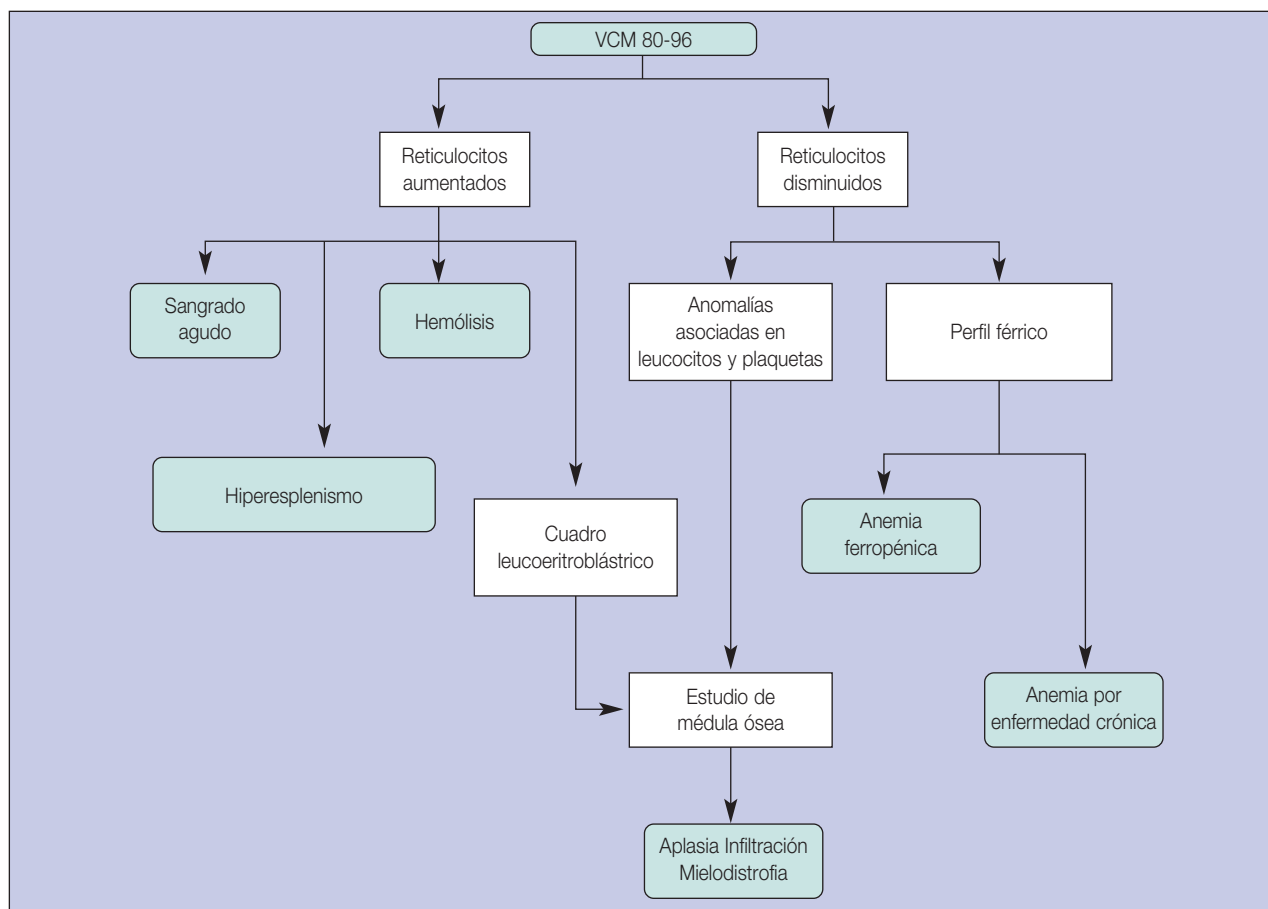 VCM 80-96
Reticulocitos
aumentados
Reticulocitos
disminuidos
Sangrado
agudo
Hemólisis
Anomalías
asociadas en
leucocitos y plaquetas
Perfil férrico
Hiperesplenismo
Cuadro
leucoeritroblástrico
Anemia
ferropénica
Estudio de
médula ósea
Anemia por
enfermedad crónica
Aplasia Infiltración
Mielodistrofia